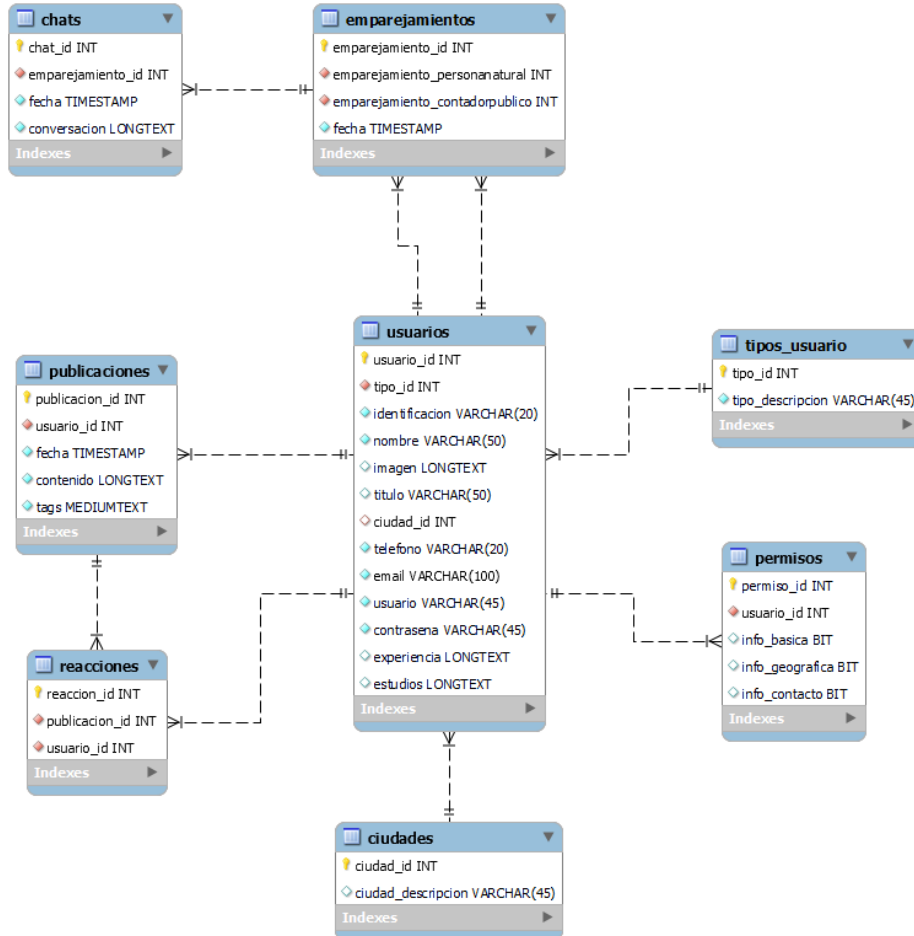 chats
chat_id INT
emparejamiento_id INT
fecha TIMESTAMP
conversacion LONGTEXT
Indexes
emparejamientos
emparejamiento_id INT
emparejamiento_personanatural INT
emparejamiento_contadorpublico INT
fecha TIMESTAMP
Indexes
usuarios
usuario_id INT
tipo_id INT
identificacion VARCHAR(20)
nombre VARCHAR(50)
imagen LONGTEXT
titulo VARCHAR(50)
ciudad_id INT
telefono VARCHAR(20)
email VARCHAR(100)
usuario VARCHAR(45)
contrasena VARCHAR(45)
experiencia LONGTEXT
estudios LONGTEXT
Indexes
tipos_usuario
tipo_id INT
tipo_descripcion VARCHAR(45)
Indexes
publicaciones
publicacion_id INT
usuario_id INT
fecha TIMESTAMP
contenido LONGTEXT
tags MEDIUMTEXT
Indexes
permisos
permiso_id INT
usuario_id INT
info_basica BIT
info_geografica BIT
info_contacto BIT
Indexes
reacciones
reaccion_id INT
publicacion_id INT
usuario_id INT
Indexes
ciudades
ciudad_id INT
ciudad_descripcion VARCHAR(45)
Indexes